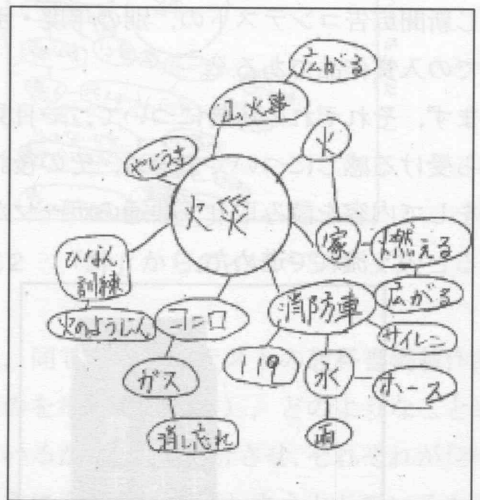 広がる
山火事
火
やじうま
火災
家
燃える
ひなん
訓練
広がる
消防車
サイレン
火のようじん
コンロ
119
水
ホース
ガス
雨
消し忘れ